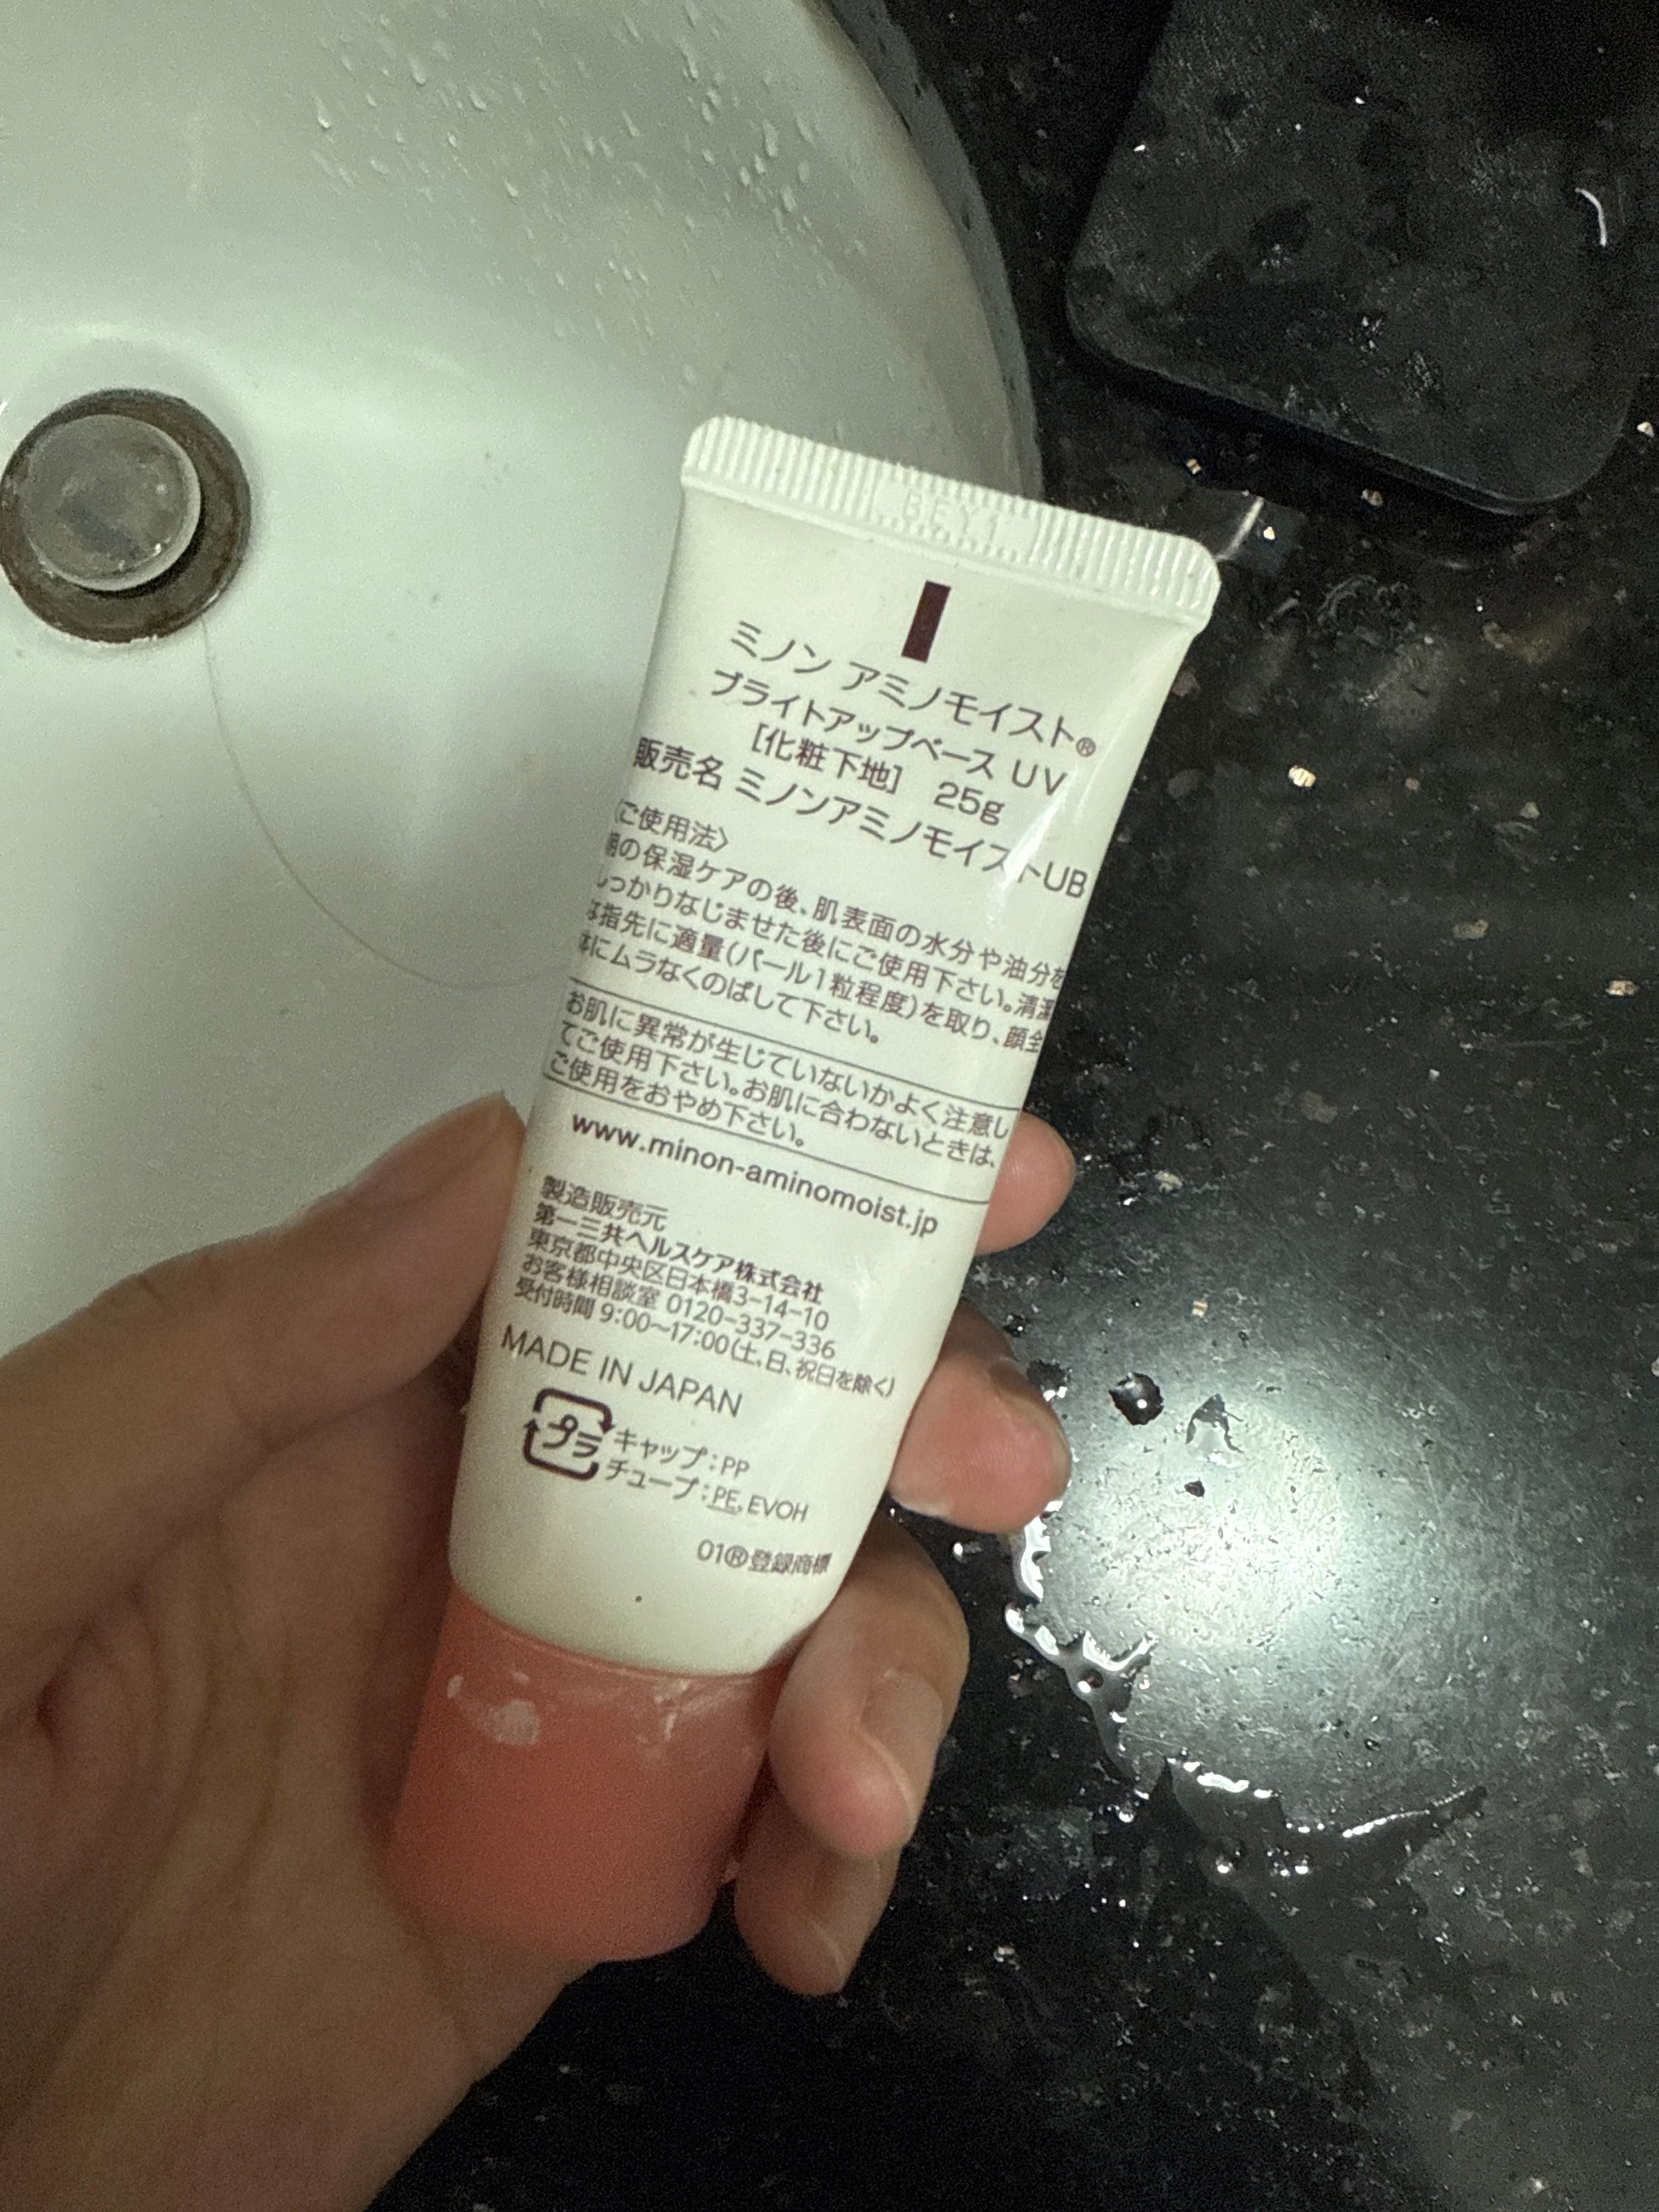 BEY1
ミノン アミノモイスト®
ブライトアップベース UV
[化粧下地] 25g
販売名 ミノンアミノモイストUB
〈ご使用法〉
朝の保湿ケアの後、肌表面の水分や油分を
しっかりなじませた後にご使用下さい。清潔
な指先に適量(パール1粒程度)を取り、顔全
体にムラなくのばして下さい。
お肌に異常が生じていないかよく注意し
てご使用下さい。お肌に合わないときは、
ご使用をおやめ下さい。
www.minon-aminomoist.jp
製造販売元
第一三共ヘルスケア株式会社
東京都中央区日本橋3-14-10
お客様相談室 0120-337-336
受付時間 9:00〜17:00(土、日、祝日を除く)
MADE IN JAPAN
プラ キャップ:PP
チューブ:PE, EVOH
01®登録商標